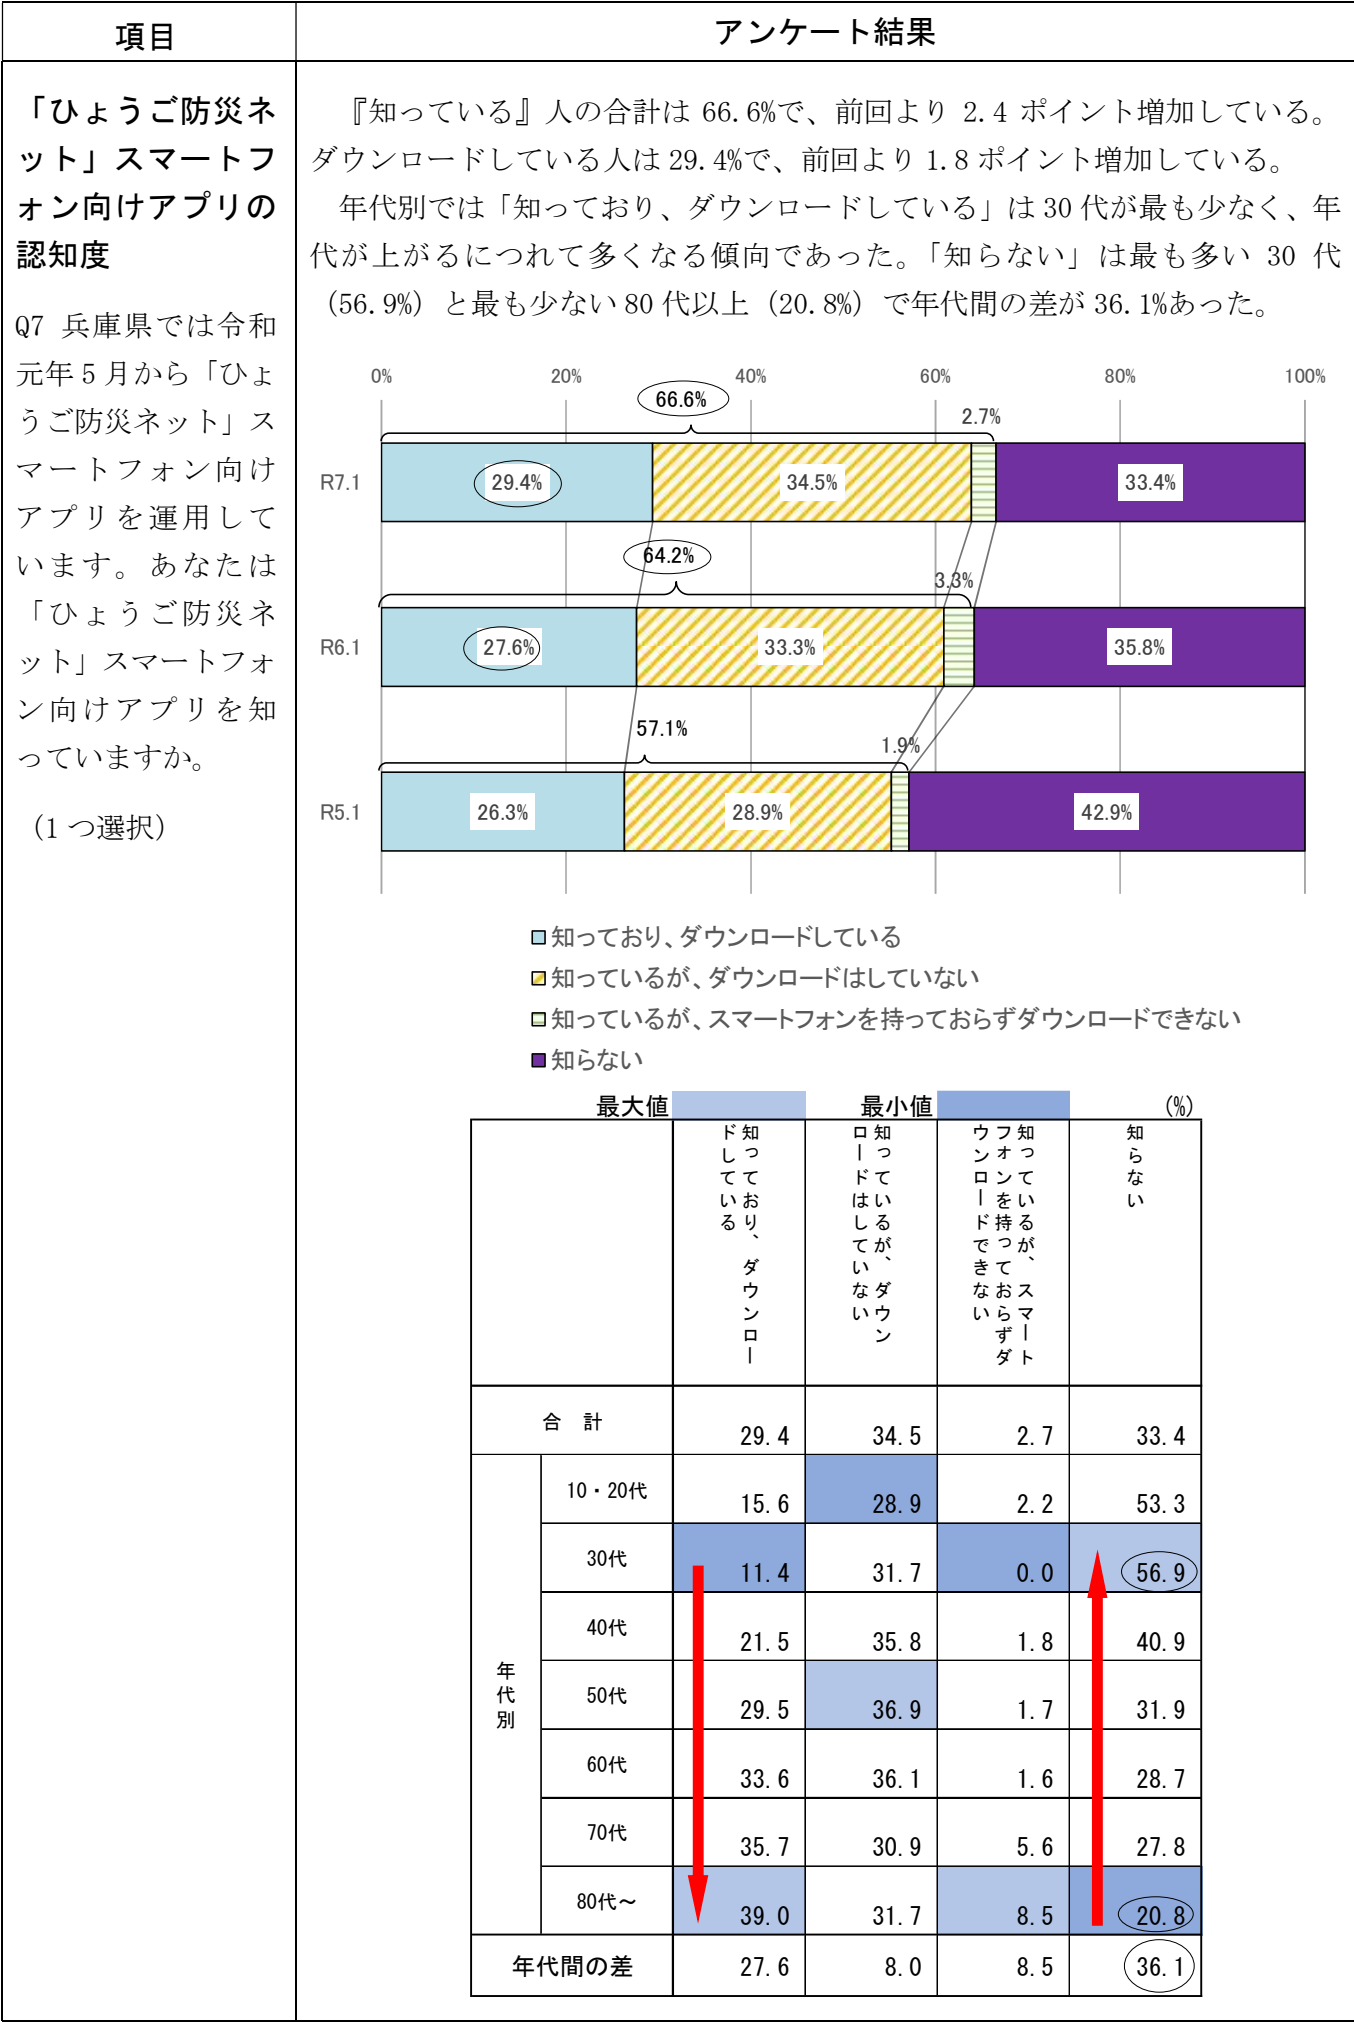 項目
アンケート結果
「ひょうご防災ネ
ット」スマートフ
ォン向けアプリの
認知度
Q7 兵庫県では令和
元年5月から「ひょ
うご防災ネット」ス
マートフォン向け
アプリを運用して
います。あなたは
「ひょうご防災ネ
ット」スマートフォ
ン向けアプリを知
っていますか。
（1つ選択）
『知っている』人の合計は 66.6%で、前回より 2.4 ポイント増加している。
ダウンロードしている人は 29.4%で、前回より 1.8 ポイント増加している。
年代別では「知っており、ダウンロードしている」は 30 代が最も少なく、年
代が上がるにつれて多くなる傾向であった。「知らない」は最も多い 30 代
（56.9%）と最も少ない 80 代以上（20.8%）で年代間の差が 36.1%あった。
0% 20% 40% 60% 80% 100%
66.6% 2.7%
R7.1 29.4% 34.5% 33.4%
64.2% 3.3%
R6.1 27.6% 33.3% 35.8%
57.1% 1.9%
R5.1 26.3% 28.9% 42.9%
知っており、ダウンロードしている
知っているが、ダウンロードはしていない
知っているが、スマートフォンを持っておらずダウンロードできない
知らない
最大値 最小値 (%)
知っており、ダウンロー
ドしている
知っているが、ダウン
ロードはしていない
知っているが、スマート
フォンを持っておらずダ
ウンロードできない
知らない
合 計 29.4 34.5 2.7 33.4
年代別
10・20代 15.6 28.9 2.2 53.3
30代 11.4 31.7 0.0 56.9
40代 21.5 35.8 1.8 40.9
50代 29.5 36.9 1.7 31.9
60代 33.6 36.1 1.6 28.7
70代 35.7 30.9 5.6 27.8
80代～ 39.0 31.7 8.5 20.8
年代間の差 27.6 8.0 8.5 36.1